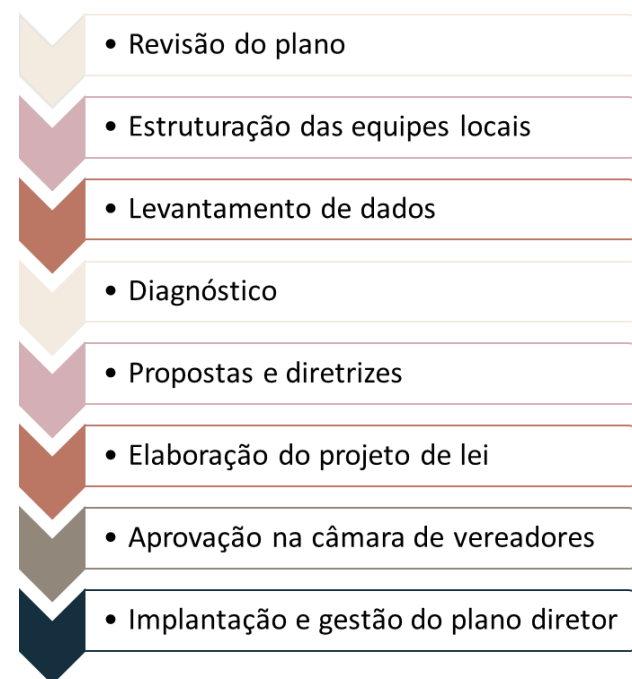 • Revisão do plano
• Estruturação das equipes locais
• Levantamento de dados
• Diagnóstico
• Propostas e diretrizes
• Elaboração do projeto de lei
• Aprovação na câmara de vereadores
• Implantação e gestão do plano diretor